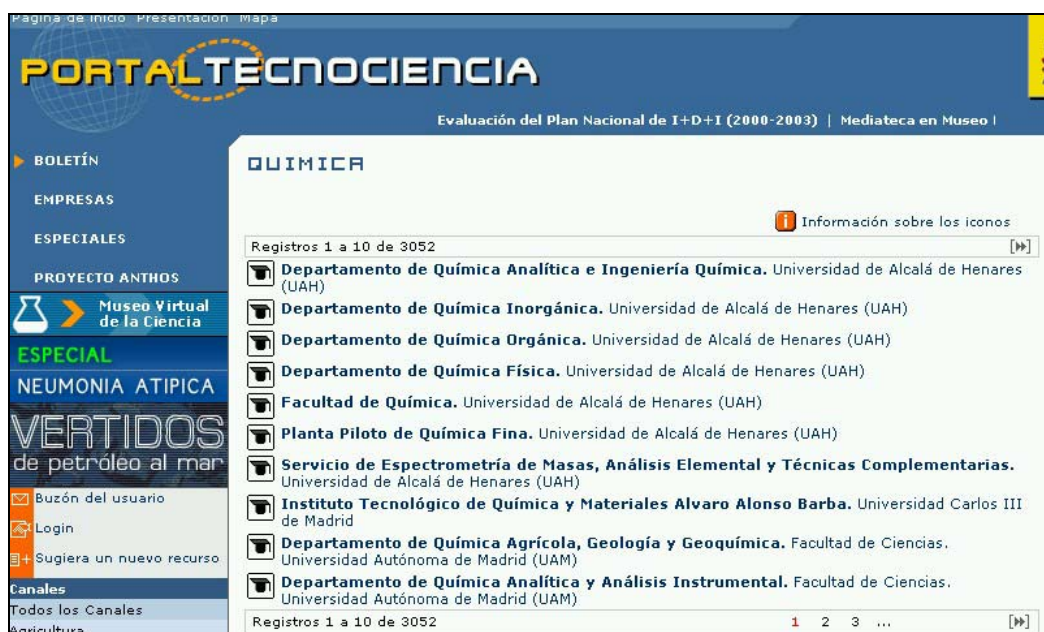 Pagina de inicio Presentación Mapa
PORTALTECNOCIENCIA
Evaluación del Plan Nacional de I+D+I (2000-2003) | Mediateca en Museo
BOLETÍN
EMPRESAS
ESPECIALES
PROYECTO ANTHOS
Museo Virtual
de la Ciencia
ESPECIAL
NEUMONIA ATIPICA
VERTIDOS
de petróleo al mar
Buzón del usuario
Login
Sugiera un nuevo recurso
Canales
Todos los Canales
Agricultura
QUIMICA
Información sobre los iconos
Registros 1 a 10 de 3052
Departamento de Química Analítica e Ingeniería Química. Universidad de Alcalá de Henares
(UAH)
Departamento de Química Inorgánica. Universidad de Alcalá de Henares (UAH)
Departamento de Química Orgánica. Universidad de Alcalá de Henares (UAH)
Departamento de Química Física. Universidad de Alcalá de Henares (UAH)
Facultad de Química. Universidad de Alcalá de Henares (UAH)
Planta Piloto de Química Fina. Universidad de Alcalá de Henares (UAH)
Servicio de Espectrometría de Masas, Análisis Elemental y Técnicas Complementarias.
Universidad de Alcalá de Henares (UAH)
Instituto Tecnológico de Química y Materiales Alvaro Alonso Barba. Universidad Carlos III
de Madrid
Departamento de Química Agrícola, Geología y Geoquímica. Facultad de Ciencias.
Universidad Autónoma de Madrid (UAM)
Departamento de Química Analítica y Análisis Instrumental. Facultad de Ciencias.
Universidad Autónoma de Madrid (UAM)
Registros 1 a 10 de 3052 1 2 3 ...